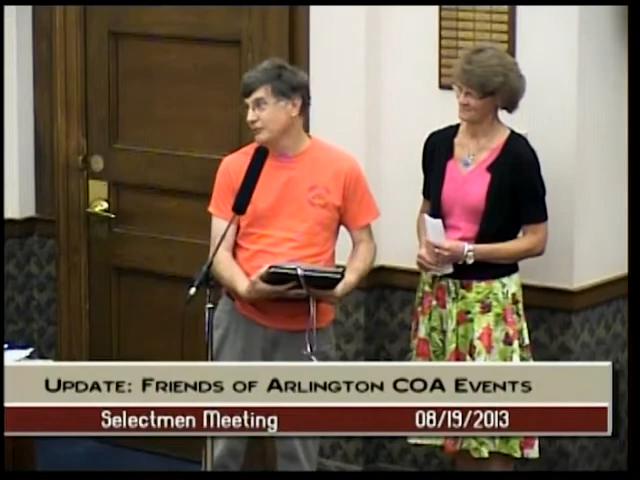 Update: Friends of Arlington COA Events
Selectmen Meeting 08/19/2013